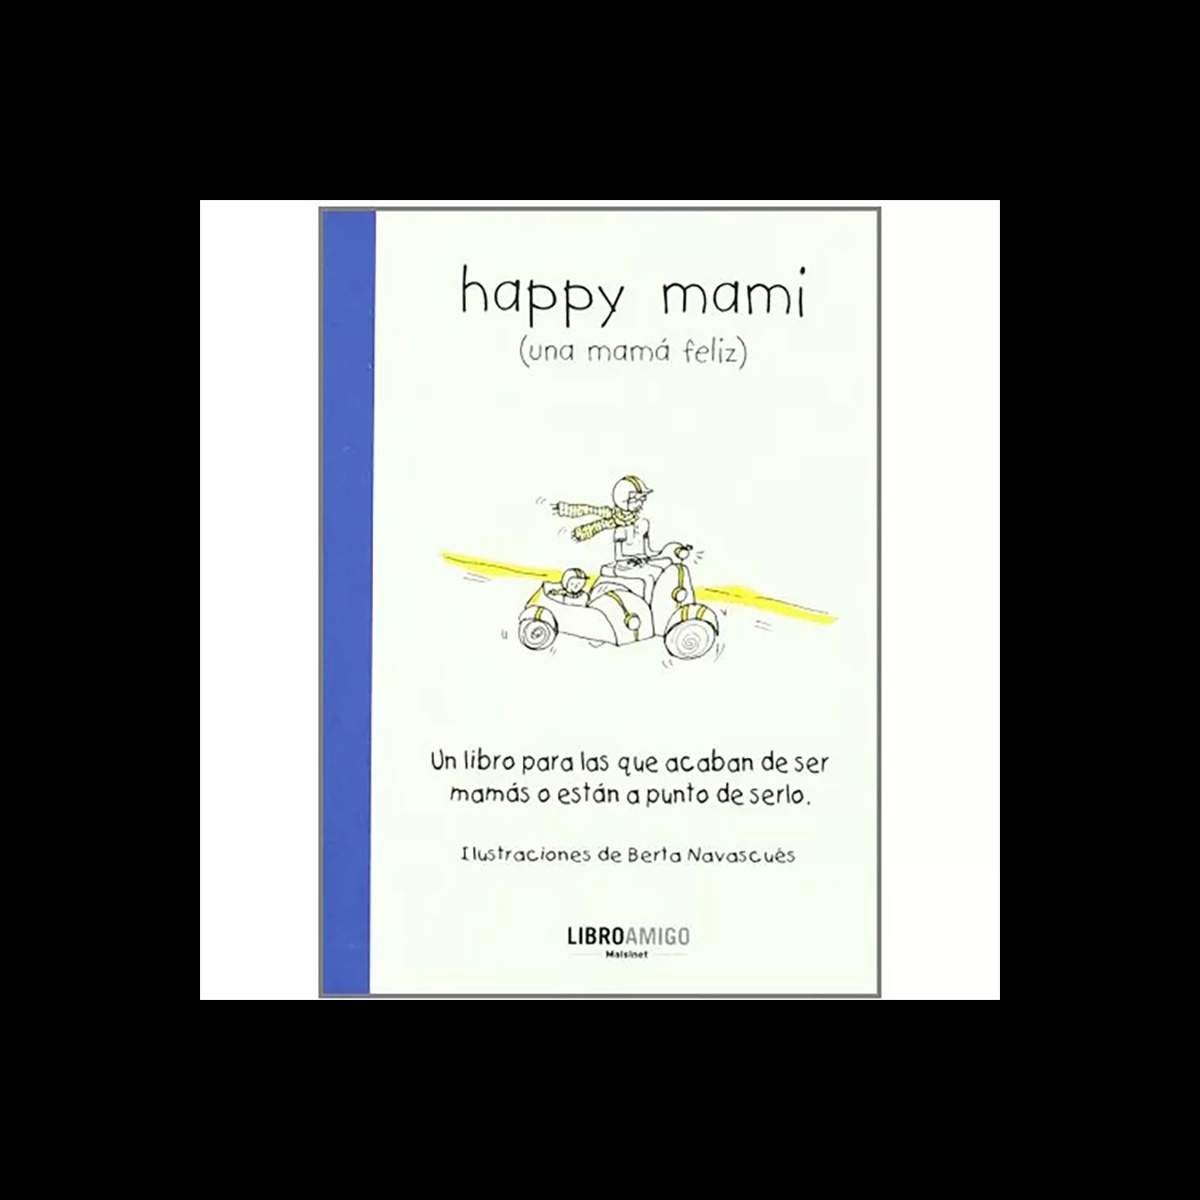 happy mami
(una mamá feliz)
Un libro para las que acaban de ser
mamás o están a punto de serlo.
Ilustraciones de Berta Navascués
LIBROAMIGO
Malsinet